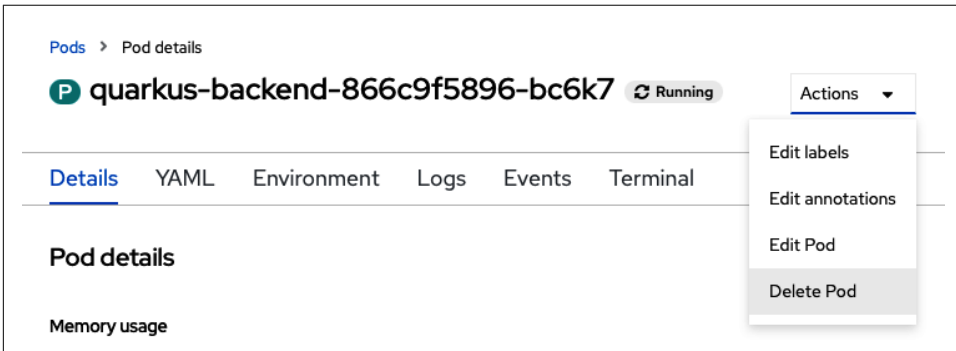 Pods > Pod details
P quarkus-backend-866c9f5896-bc6k7 Running
Actions
Edit labels
Edit annotations
Edit Pod
Delete Pod
Details YAML Environment Logs Events Terminal
Pod details
Memory usage